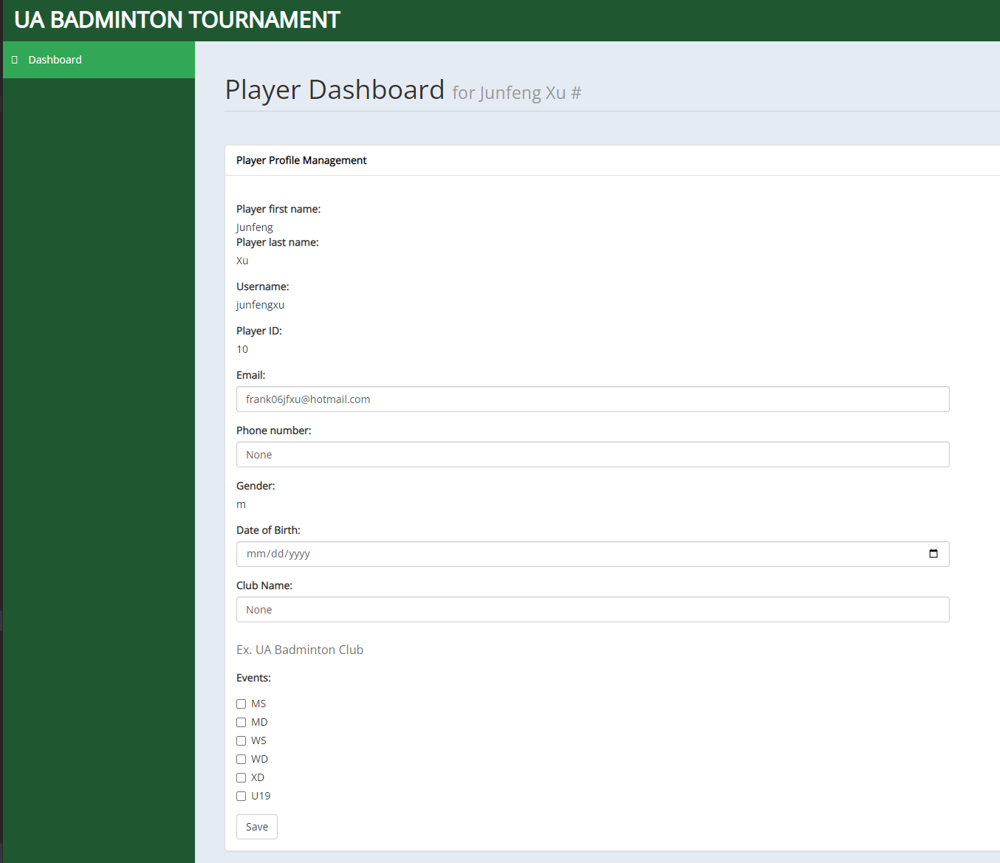 UA BADMINTON TOURNAMENT
Dashboard
Player Dashboard for Junfeng Xu #
Player Profile Management
Player first name:
Junfeng
Player last name:
Xu
Username:
junfengxu
Player ID:
10
Email:
frank06jfxu@hotmail.com
Phone number:
None
Gender:
m
Date of Birth:
mm/dd/yyyy
Club Name:
None
Ex. UA Badminton Club
Events:
MS
MD
WS
WD
XD
U19
Save